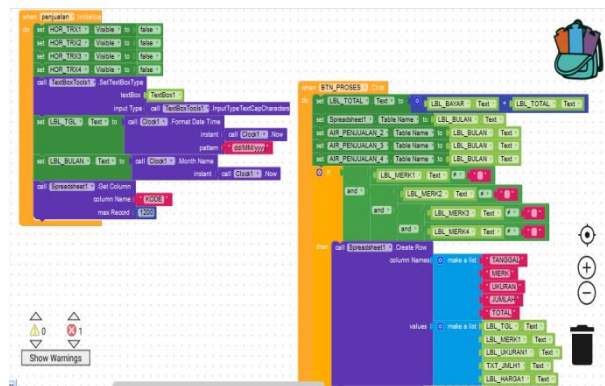 when penjualan .Initialize
do set HOR_TRX1 . Visible to false
set HOR_TRX2 . Visible to false
set HOR_TRX3 . Visible to false
set HOR_TRX4 . Visible to false
call TextBoxTools1 .SetTextBoxType
textBox TextBox1
input Type call TextBoxTools1 .InputTypeTextCapCharacters
set LBL_TGL . Text to call Clock1 .Format Date Time
instant call Clock1 .Now
pattern " dd/MM/yyyy "
set LBL_BULAN . Text to call Clock1 .Month Name
instant call Clock1 .Now
call Spreadsheet1 .Get Column
column Name " KODE "
max Record 1200
when BTN_PROSES .Click
do set LBL_TOTAL . Text to LBL_BAYAR . Text + LBL_TOTAL . Text
set Spreadsheet1 . Table Name to LBL_BULAN . Text
set AIR_PENJUALAN_2 . Table Name to LBL_BULAN . Text
set AIR_PENJUALAN_3 . Table Name to LBL_BULAN . Text
set AIR_PENJUALAN_4 . Table Name to LBL_BULAN . Text
if LBL_MERK1 . Text ≠ " "
and LBL_MERK2 . Text ≠ " "
and LBL_MERK3 . Text ≠ " "
and LBL_MERK4 . Text ≠ " "
then call Spreadsheet1 .Create Row
column Names make a list " TANGGAL "
" MERK "
" UKURAN "
" JUMLAH "
" TOTAL "
values make a list LBL_TGL . Text
LBL_MERK1 . Text
LBL_UKURAN1 . Text
TXT_JMLH1 . Text
LBL_HARGA1 . Text
0 1
Show Warnings